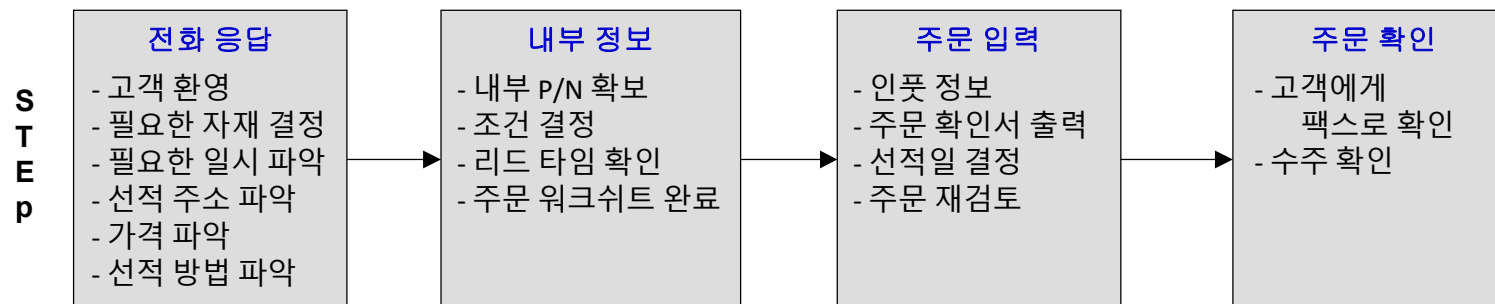 S
T
E
p
전화 응답
- 고객 환영
- 필요한 자재 결정
- 필요한 일시 파악
- 선적 주소 파악
- 가격 파악
- 선적 방법 파악
내부 정보
- 내부 P/N 확보
- 조건 결정
- 리드 타임 확인
- 주문 워크쉬트 완료
주문 입력
- 인풋 정보
- 주문 확인서 출력
- 선적일 결정
- 주문 재검토
주문 확인
- 고객에게
팩스로 확인
- 수주 확인